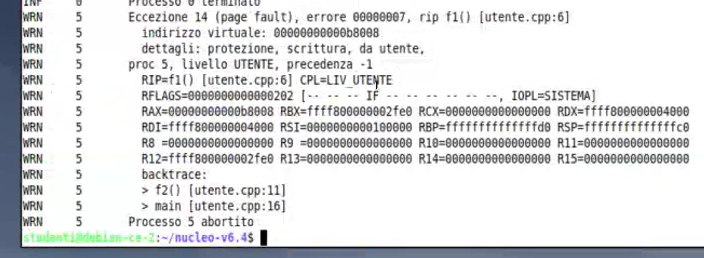 INF 0 Processo 0 terminato
WRN 5 Eccezione 14 (page fault), errore 00000007, rip f1() [utente.cpp:6]
WRN 5 indirizzo virtuale: 00000000000b8008
WRN 5 dettagli: protezione, scrittura, da utente,
WRN 5 proc 5, livello UTENTE, precedenza -1
WRN 5 RIP=f1() [utente.cpp:6] CPL=LIV_UTENTE
WRN 5 RFLAGS=0000000000000202 [-- -- -- IF -- -- -- -- -- --, IOPL=SISTEMA]
WRN 5 RAX=00000000000b8008 RBX=ffff800000002fe0 RCX=0000000000000000 RDX=ffff800000004000
WRN 5 RDI=ffff800000004000 RSI=0000000000100000 RBP=ffffffffffffffd0 RSP=ffffffffffffffc0
WRN 5 R8 =0000000000000000 R9 =0000000000000000 R10=0000000000000000 R11=0000000000000000
WRN 5 R12=ffff800000002fe0 R13=0000000000000000 R14=0000000000000000 R15=0000000000000000
WRN 5 backtrace:
WRN 5 > f2() [utente.cpp:11]
WRN 5 > main [utente.cpp:16]
WRN 5 Processo 5 abortito
studenti@debian-ce-2:~/nucleo-v6.4$